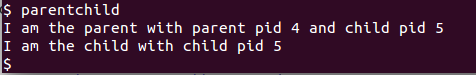 $ parentchild
I am the parent with parent pid 4 and child pid 5
I am the child with child pid 5
$